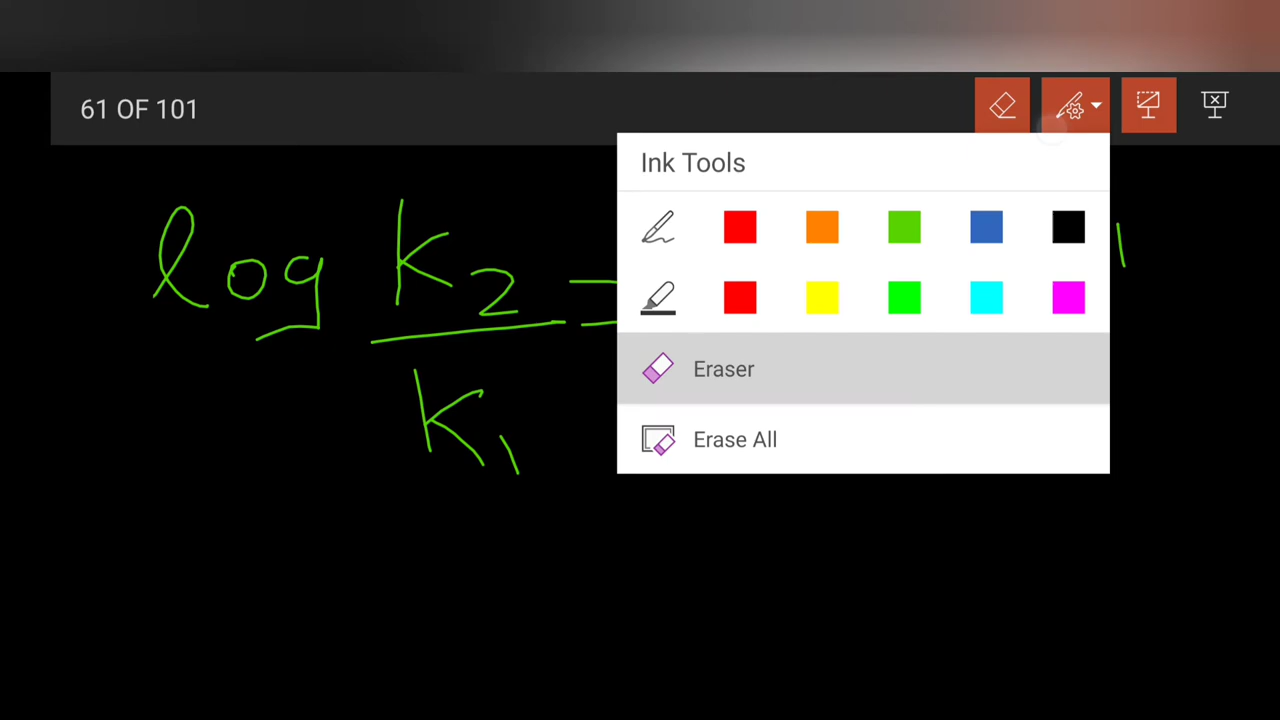 61 OF 101
Ink Tools
log K2 =
K1
Eraser
Erase All